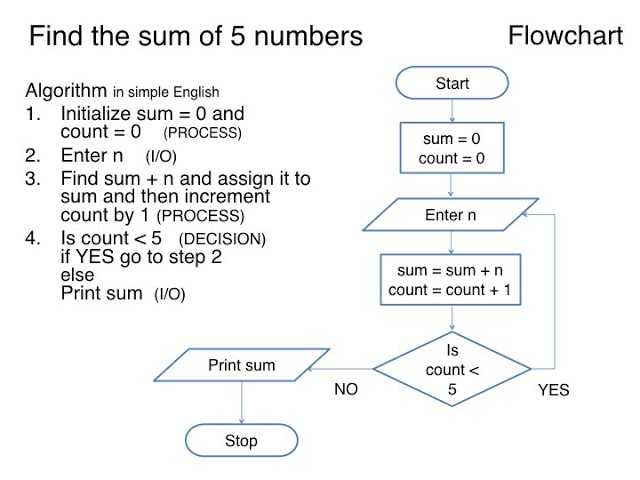 Find the sum of 5 numbers
Flowchart
Algorithm in simple English
1. Initialize sum = 0 and
count = 0 (PROCESS)
2. Enter n (I/O)
3. Find sum + n and assign it to
sum and then increment
count by 1 (PROCESS)
4. Is count < 5 (DECISION)
if YES go to step 2
else
Print sum (I/O)
Start
sum = 0
count = 0
Enter n
sum = sum + n
count = count + 1
Is
count <
5
YES
NO
Print sum
Stop